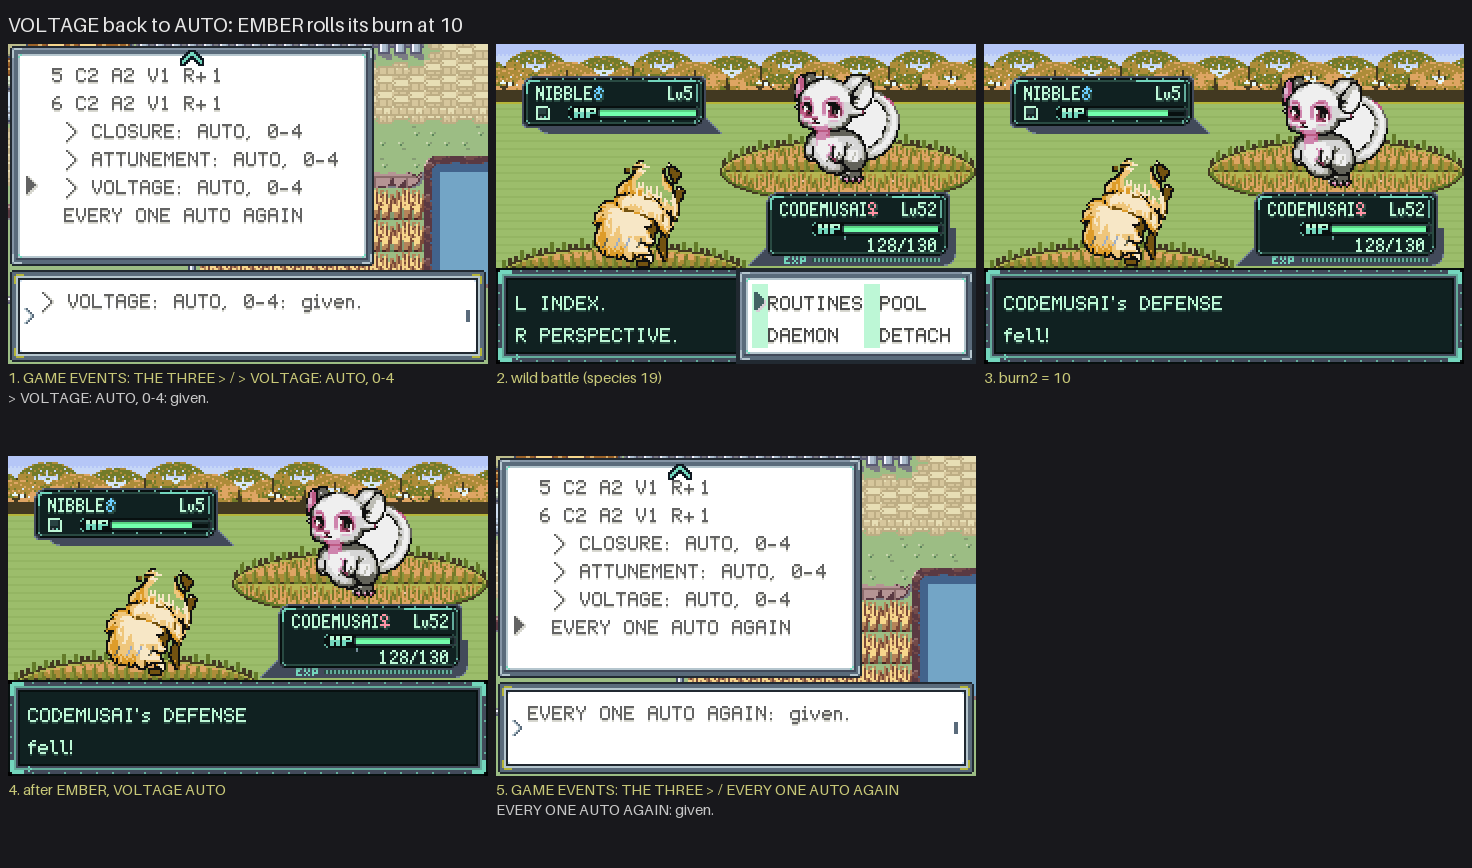 VOLTAGE back to AUTO: EMBER rolls its burn at 10
5 C2 A2 V1 R+1
6 C2 A2 V1 R+1
> CLOSURE: AUTO, 0-4
> ATTUNEMENT: AUTO, 0-4
> VOLTAGE: AUTO, 0-4
EVERY ONE AUTO AGAIN
> VOLTAGE: AUTO, 0-4: given.
1. GAME EVENTS: THE THREE > / > VOLTAGE: AUTO, 0-4
> VOLTAGE: AUTO, 0-4: given.
NIBBLE♂ Lv5
HP
CODEMUSAI♀ Lv52
HP
128/130
EXP
L INDEX.
R PERSPECTIVE.
ROUTINES POOL
DAEMON DETACH
2. wild battle (species 19)
NIBBLE♂ Lv5
HP
CODEMUSAI♀ Lv52
HP
128/130
EXP
CODEMUSAI's DEFENSE
fell!
3. burn2 = 10
NIBBLE♂ Lv5
HP
CODEMUSAI♀ Lv52
HP
128/130
EXP
CODEMUSAI's DEFENSE
fell!
4. after EMBER, VOLTAGE AUTO
5 C2 A2 V1 R+1
6 C2 A2 V1 R+1
> CLOSURE: AUTO, 0-4
> ATTUNEMENT: AUTO, 0-4
> VOLTAGE: AUTO, 0-4
EVERY ONE AUTO AGAIN
EVERY ONE AUTO AGAIN: given.
5. GAME EVENTS: THE THREE > / EVERY ONE AUTO AGAIN
EVERY ONE AUTO AGAIN: given.